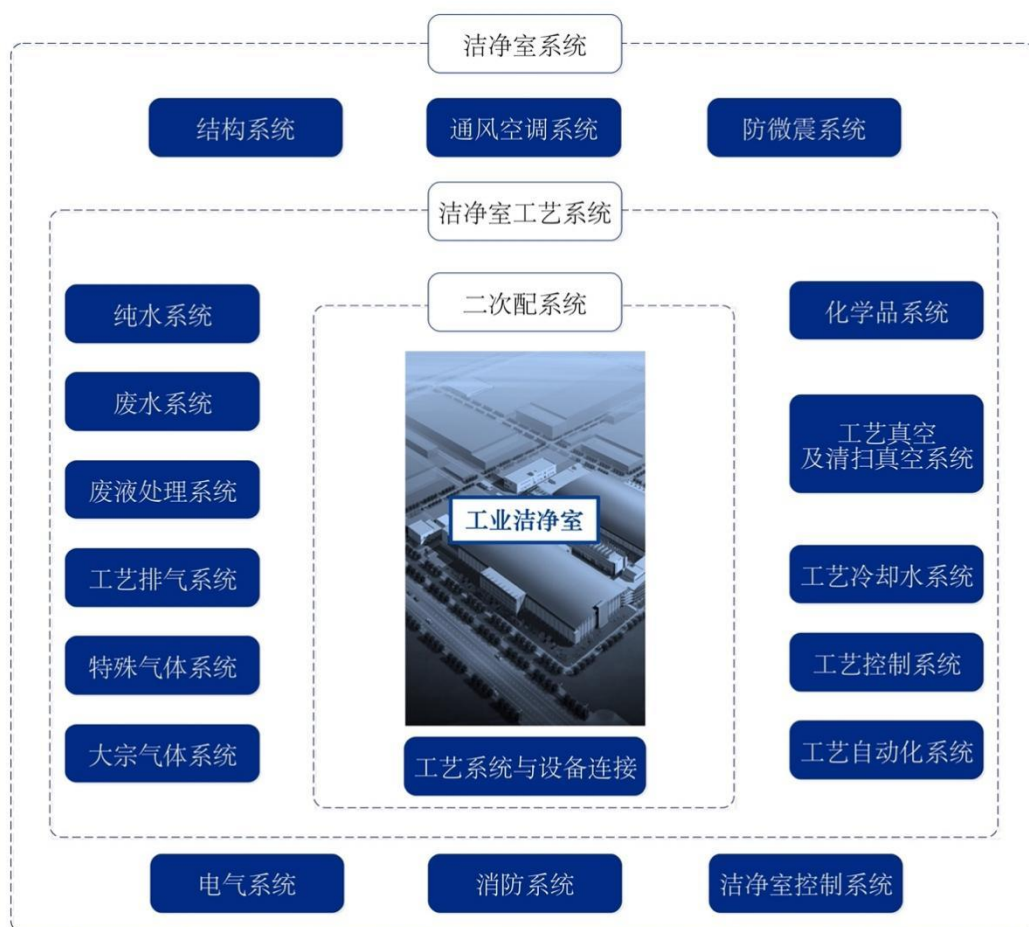 洁净室系统
结构系统
通风空调系统
防微震系统
洁净室工艺系统
纯水系统
废水系统
废液处理系统
工艺排气系统
特殊气体系统
大宗气体系统
二次配系统
工业洁净室
工艺系统与设备连接
化学品系统
工艺真空
及清扫真空系统
工艺冷却水系统
工艺控制系统
工艺自动化系统
电气系统
消防系统
洁净室控制系统